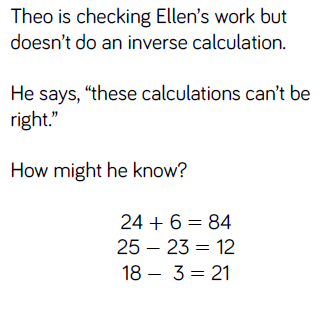 Theo is checking Ellen’s work but
doesn’t do an inverse calculation.
He says, “these calculations can’t be
right.”
How might he know?
24 + 6 = 84
25 – 23 = 12
18 – 3 = 21